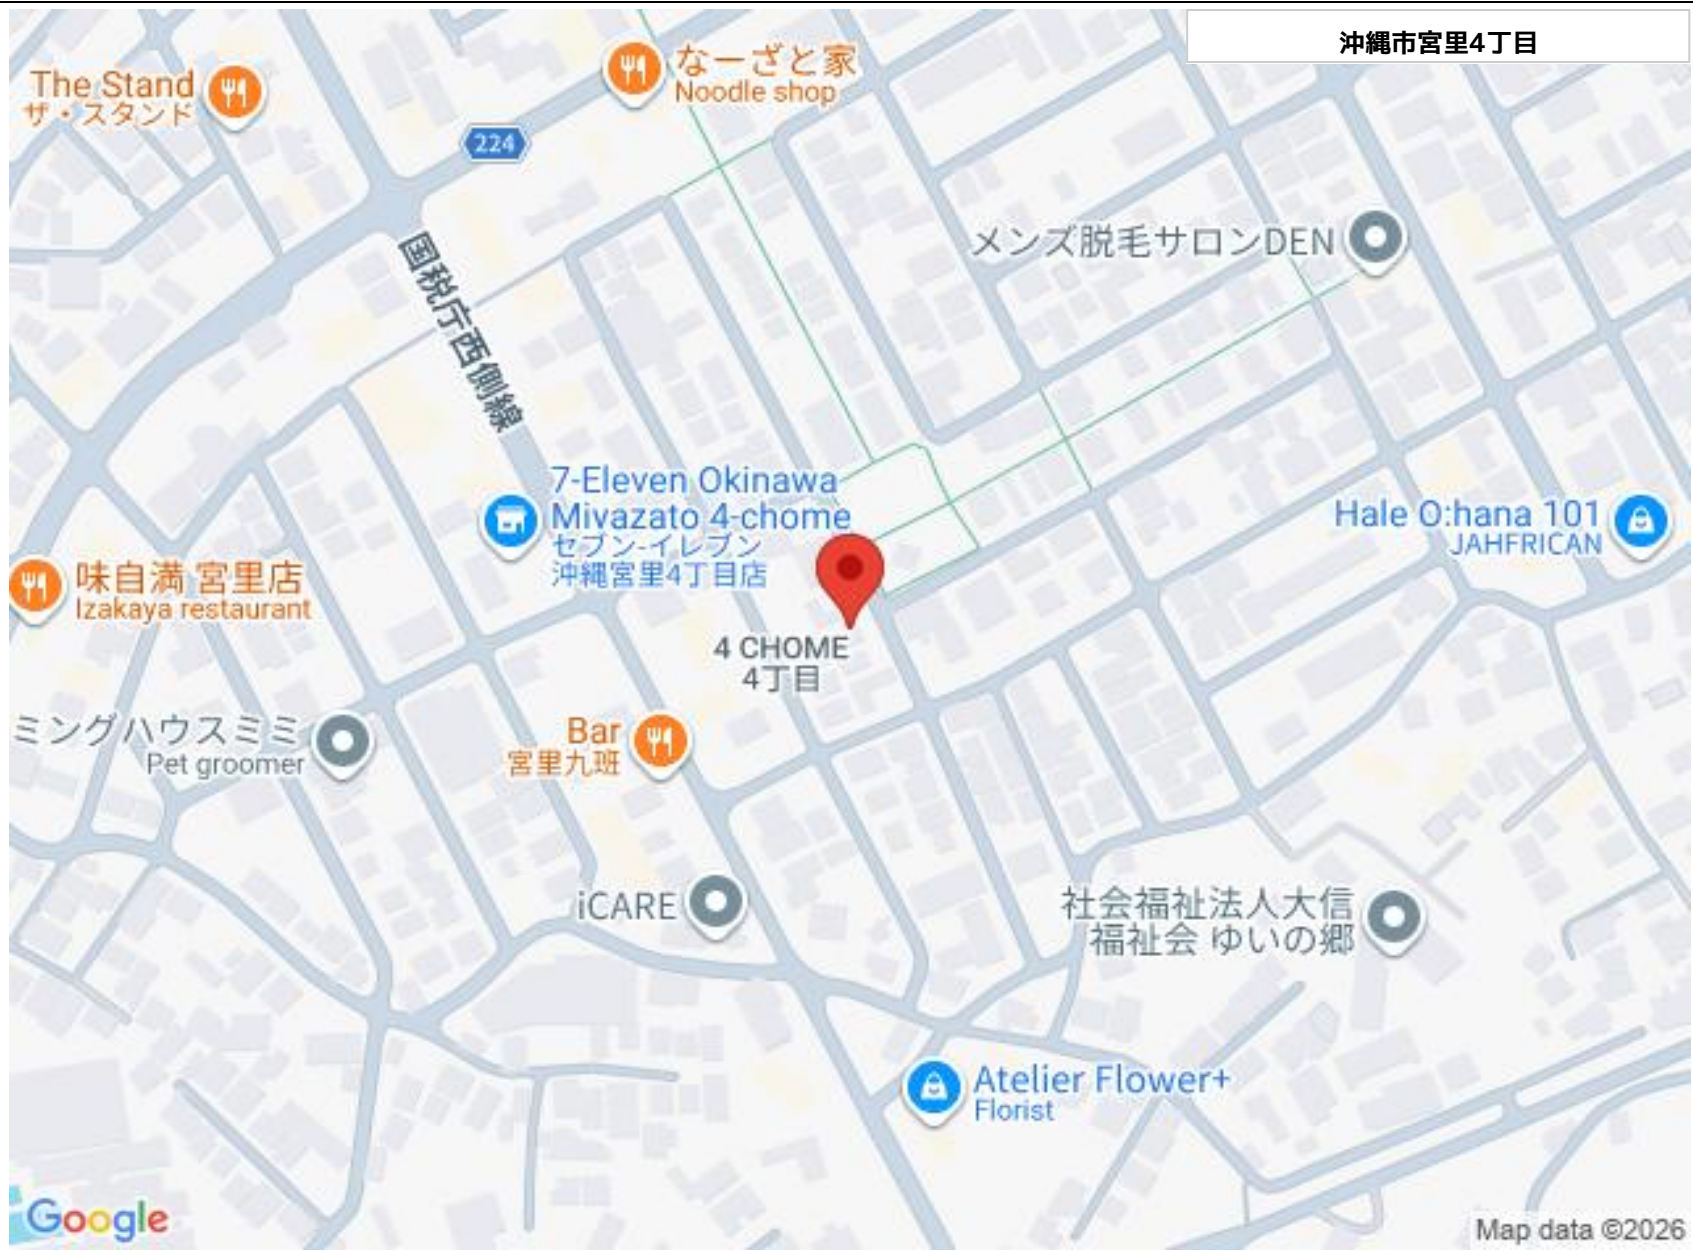 沖縄市宮里4丁目
The Stand
ザ・スタンド
なーざと家
Noodle shop
224
国税庁西側線
メンズ脱毛サロンDEN
7-Eleven Okinawa
Miyazato 4-chome
セブン-イレブン
沖縄宮里4丁目店
Hale O:hana 101
JAHFRICAN
味自満 宮里店
Izakaya restaurant
4 CHOME
4丁目
ミングハウスミミ
Pet groomer
Bar
宮里九班
iCARE
社会福祉法人大信
福祉会 ゆいの郷
Atelier Flower+
Florist
Google
Map data ©2026